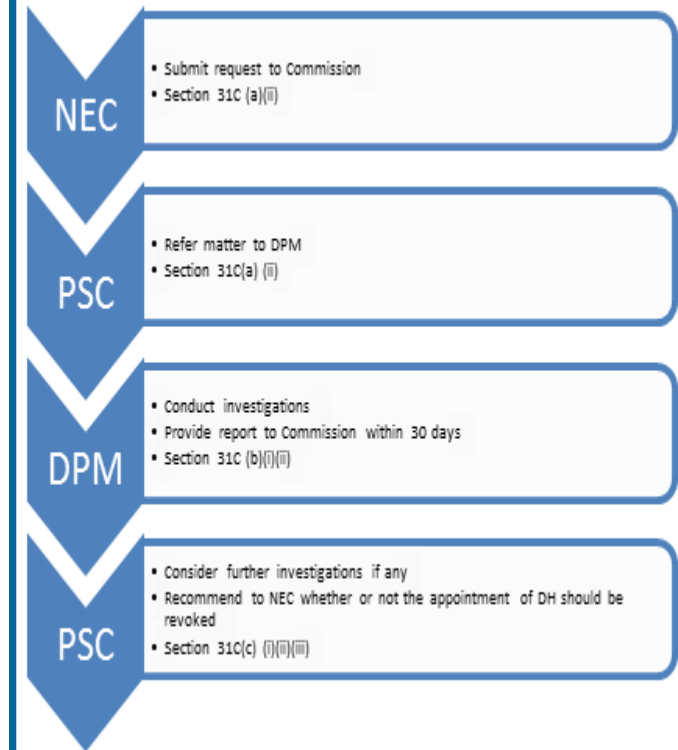 NEC
• Submit request to Commission
• Section 31C (a)(ii)
PSC
• Refer matter to DPM
• Section 31C(a) (ii)
DPM
• Conduct investigations
• Provide report to Commission within 30 days
• Section 31C (b)(i)(ii)
PSC
• Consider further investigations if any
• Recommend to NEC whether or not the appointment of DH should be
revoked
• Section 31C(c) (i)(ii)(iii)